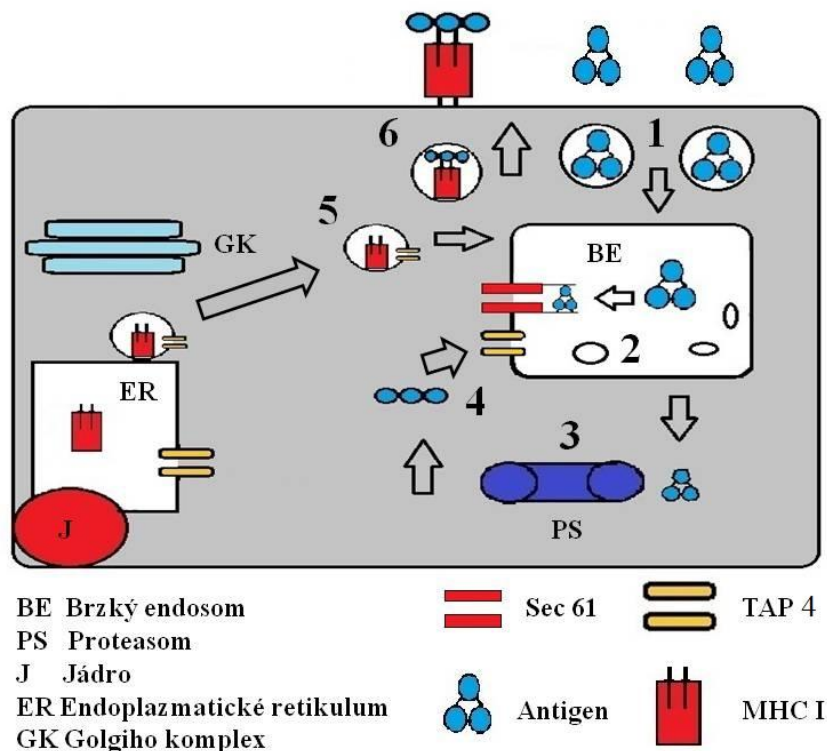 6
1
5
GK
BE
2
ER
4
3
J
PS
BE Brzký endosom
PS Proteasom
J Jádro
ER Endoplazmatické retikulum
GK Golgiho komplex
Sec 61
TAP 4
Antigen
MHC I